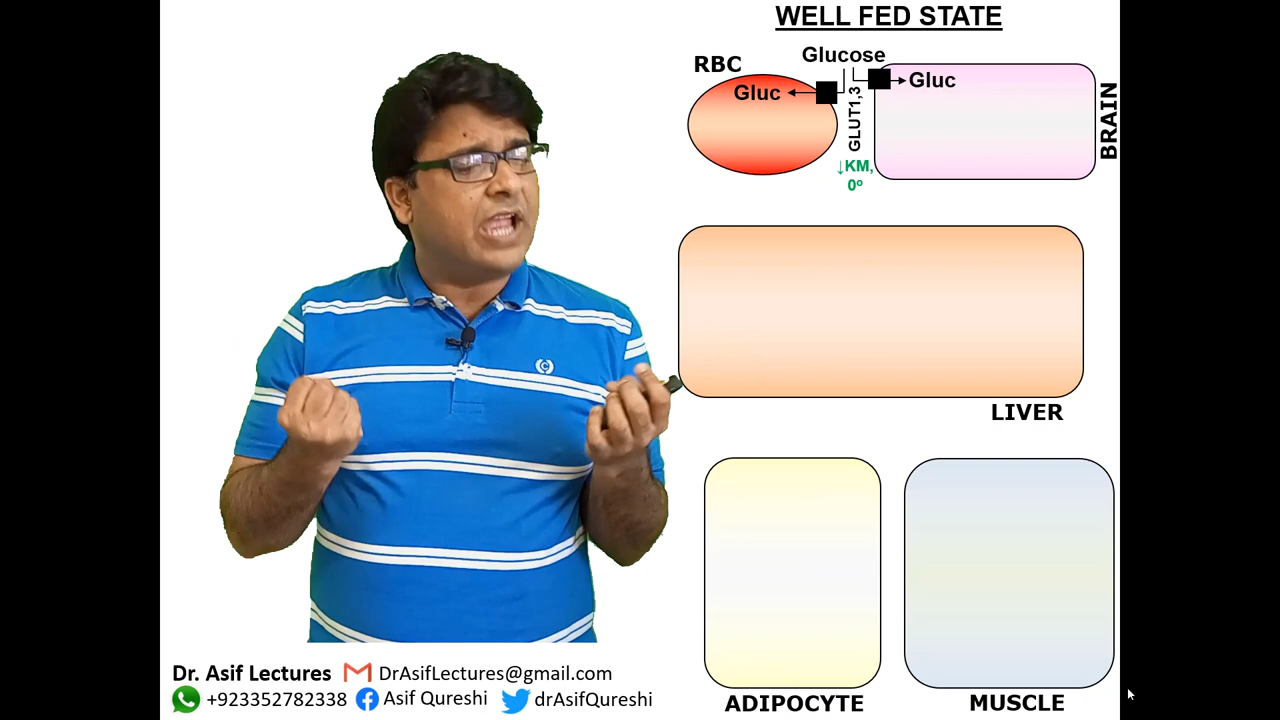 WELL FED STATE
Glucose
RBC
Gluc
Gluc
GLUT1,3
BRAIN
↓KM,
0º
LIVER
ADIPOCYTE
MUSCLE
Dr. Asif Lectures DrAsifLectures@gmail.com
+923352782338 Asif Qureshi drAsifQureshi